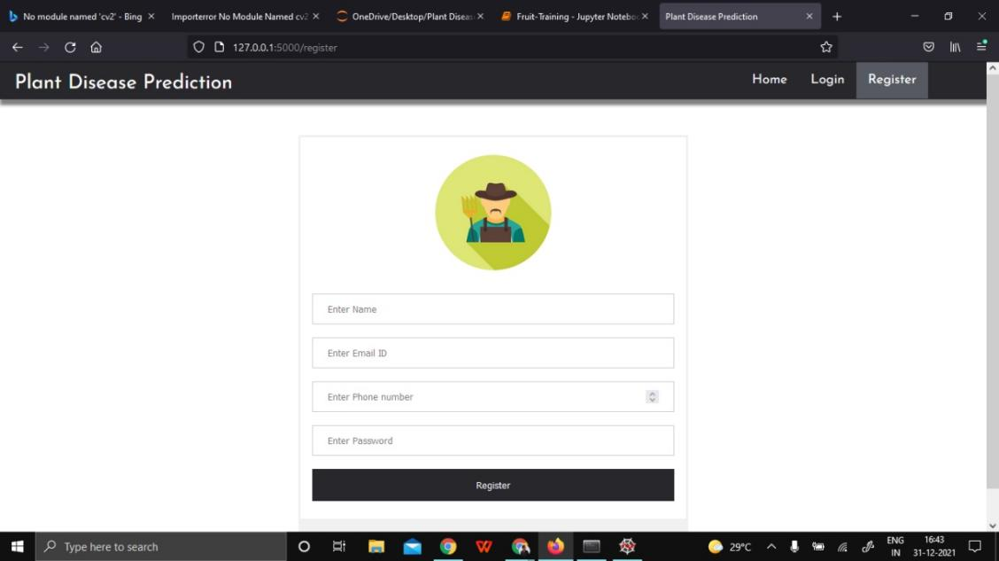 No module named 'cv2' - Bing
Importerror No Module Named cv2
OneDrive/Desktop/Plant Diseas
Fruit-Training - Jupyter Noteboo
Plant Disease Prediction
127.0.0.1:5000/register
Plant Disease Prediction
Home
Login
Register
Enter Name
Enter Email ID
Enter Phone number
Enter Password
Register
Type here to search
29°C
ENG
IN
16:43
31-12-2021